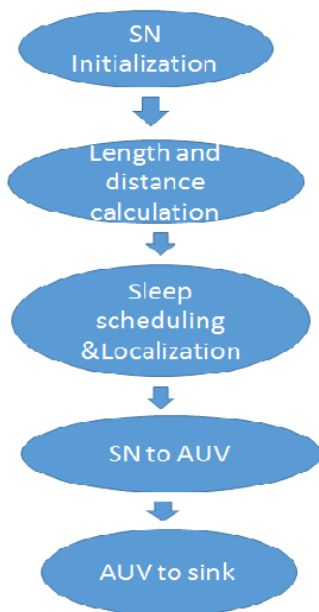 SN
Initialization
Length and
distance
calculation
Sleep
scheduling
&Localization
SN to AUV
AUV to sink